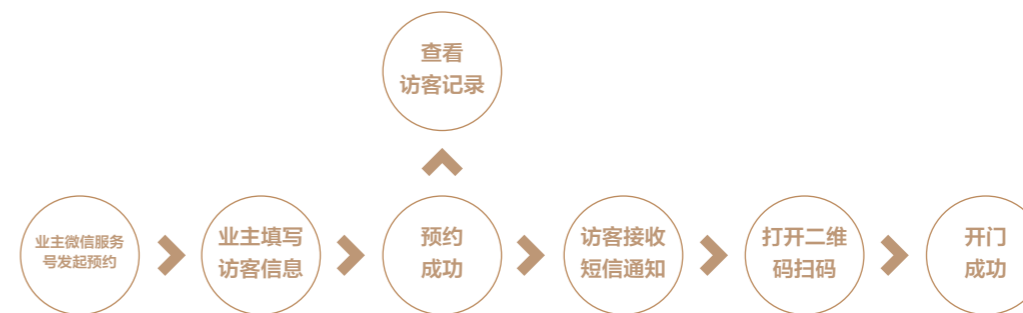 查看
访客记录
业主微信服务
号发起预约
业主填写
访客信息
预约
成功
访客接收
短信通知
打开二维
码扫码
开门
成功